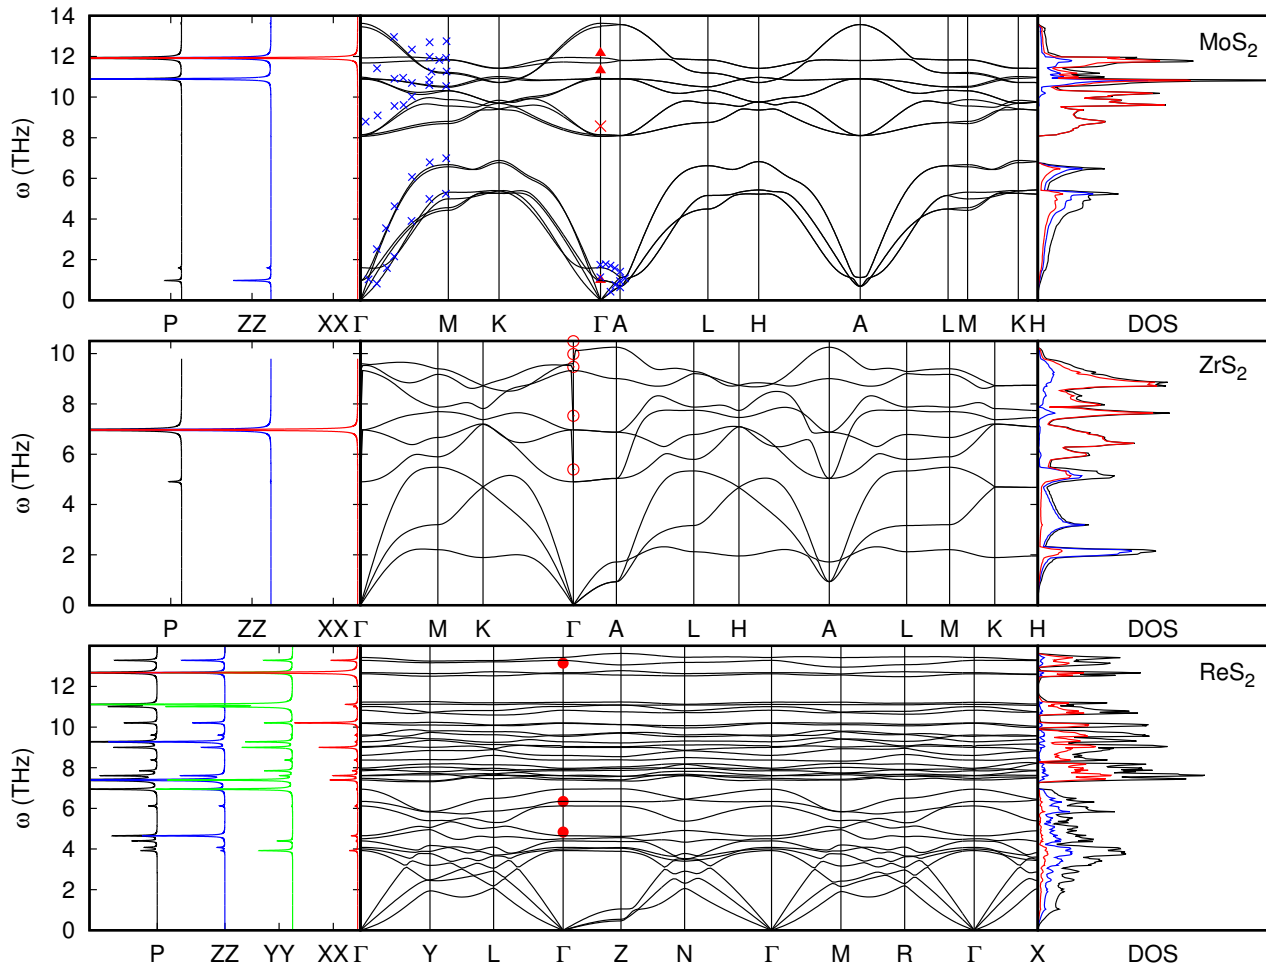 14
12
10
8
6
4
2
0
ω (THz)
MoS2
P ZZ XX Γ M K Γ A L H A L M K H DOS
10
8
6
4
2
0
ω (THz)
ZrS2
P ZZ XX Γ M K Γ A L H A L M K H DOS
12
10
8
6
4
2
0
ω (THz)
ReS2
P ZZ YY XX Γ Y L Γ Z N Γ M R Γ X DOS